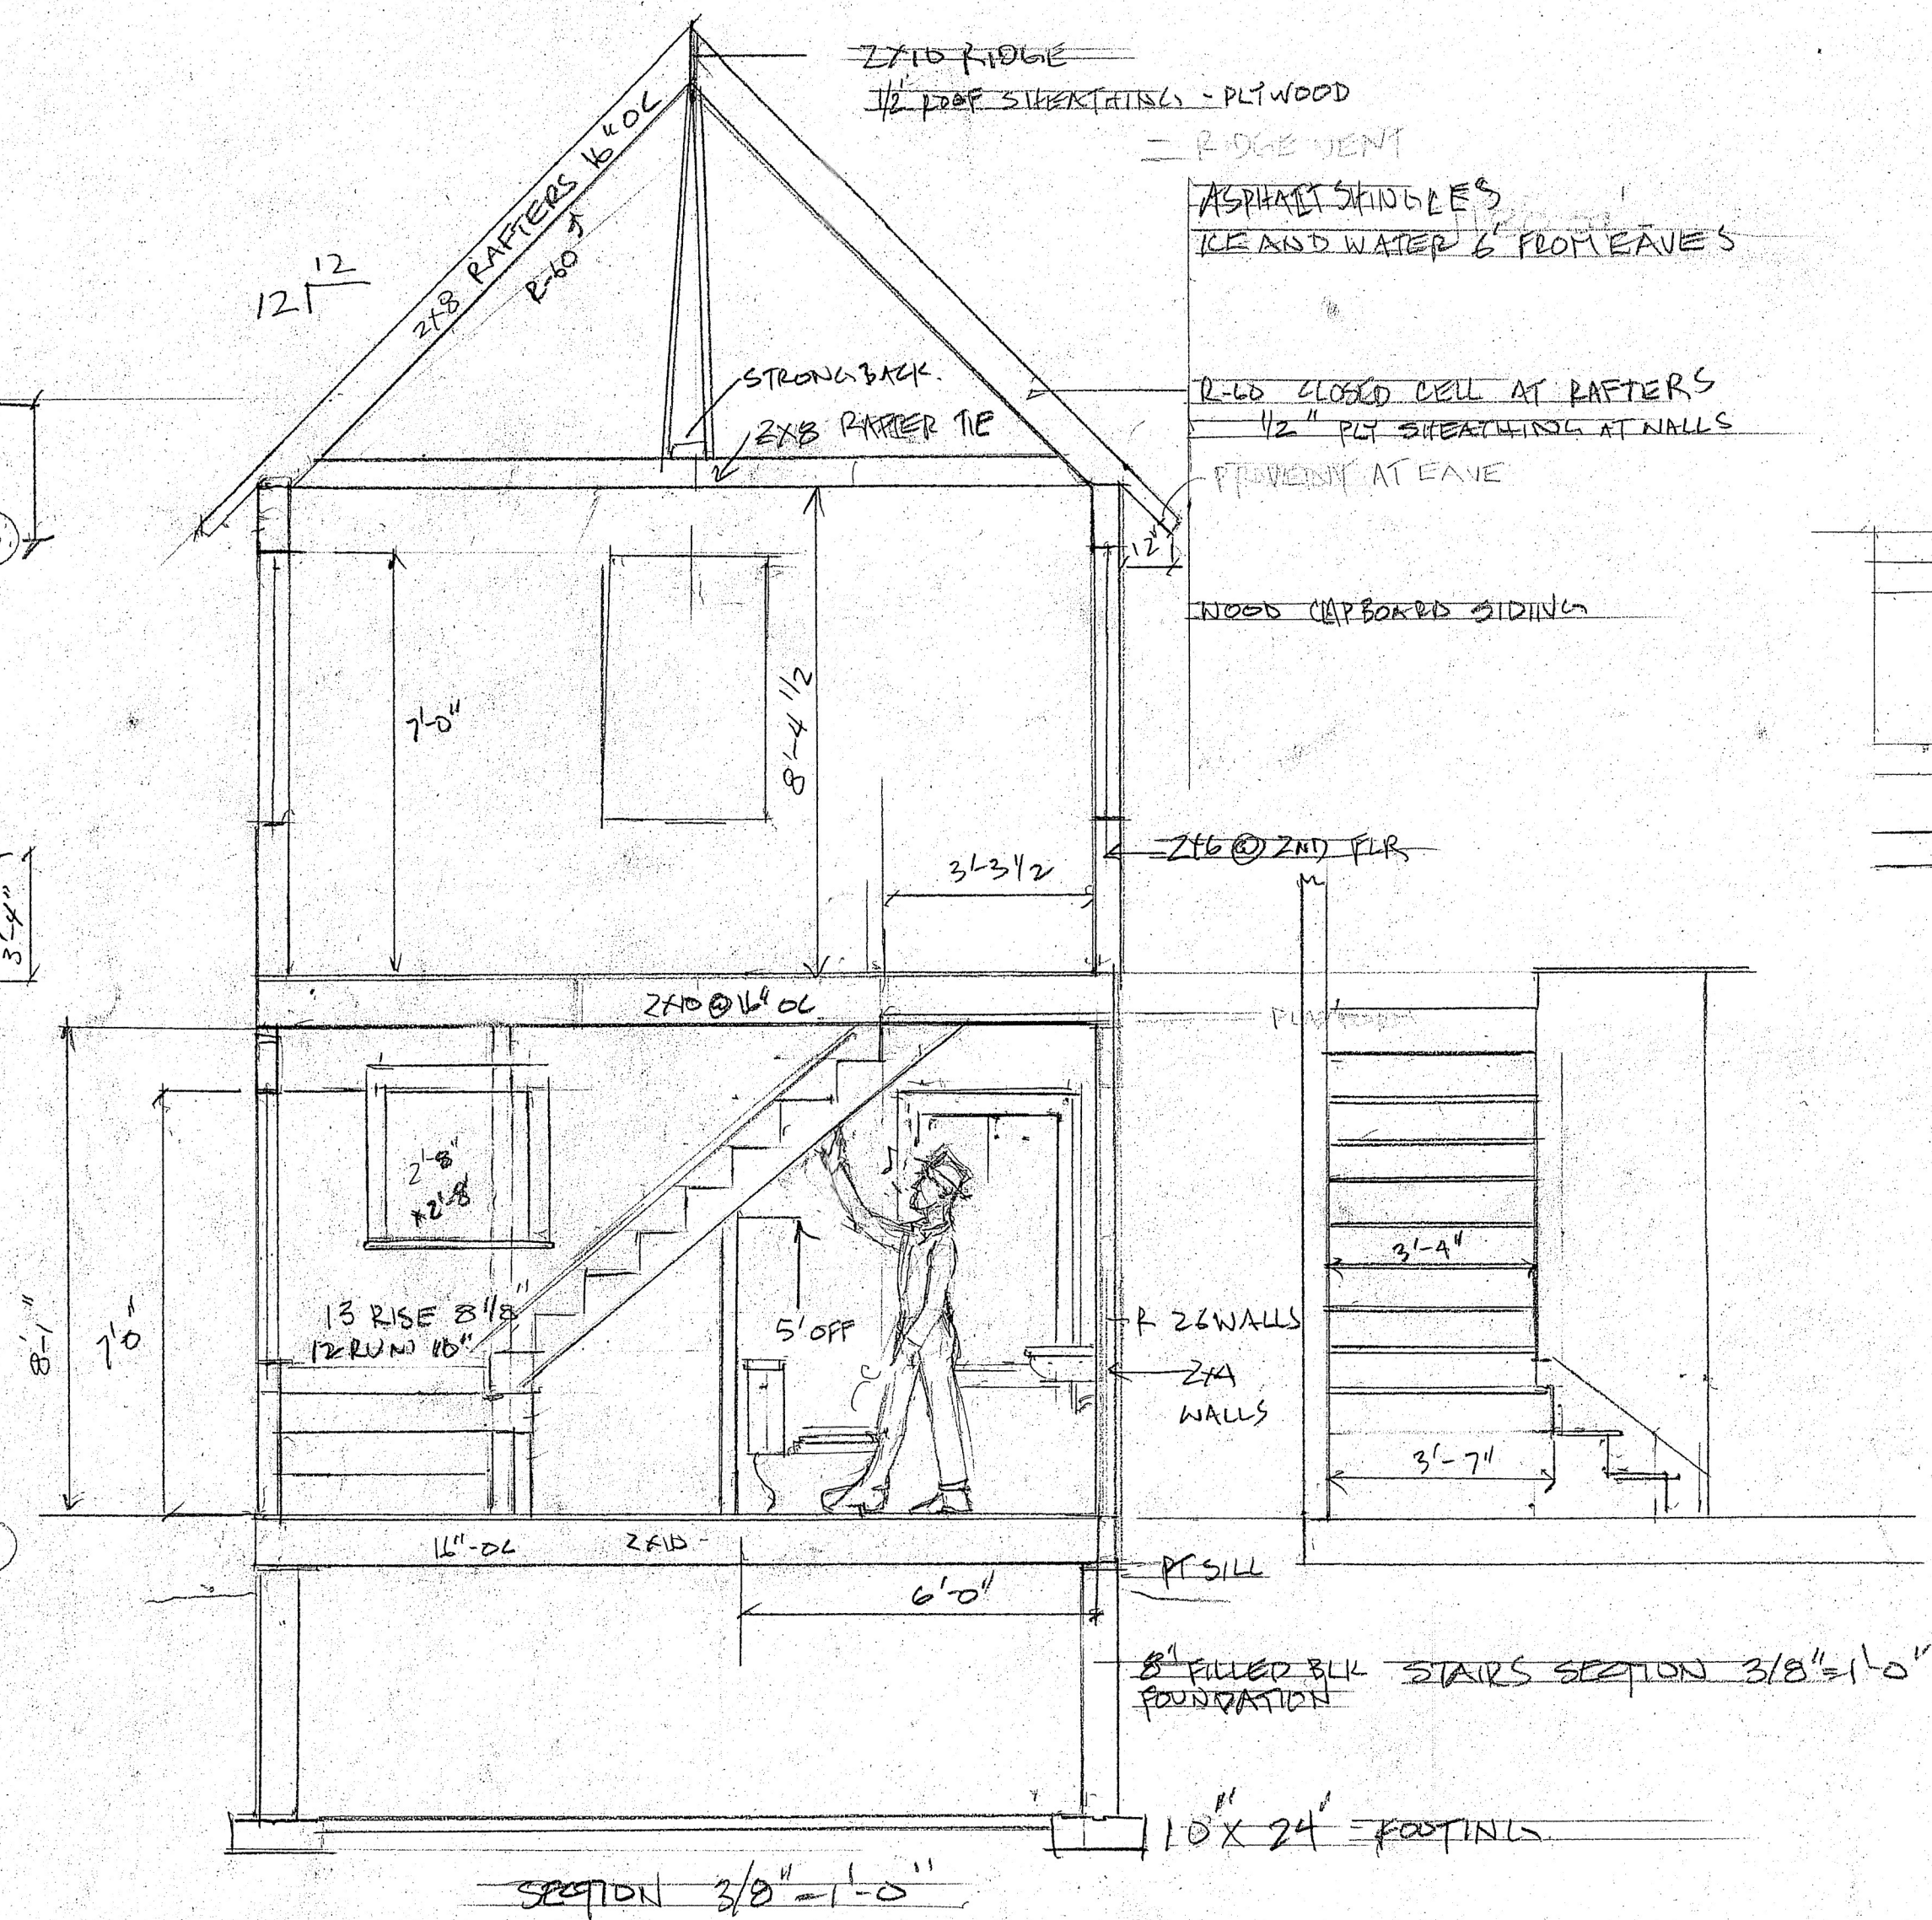 2X10 RIDGE
1/2" ROOF SHEATHING - PLYWOOD
RIDGE VENT
ASPHALT SHINGLES
ICE AND WATER 6' FROM EAVES
2X8 RAFTERS 16" OC
R-60
12
12
STRONGBACK.
2X8 RAFTER TIE
R-60 CLOSED CELL AT RAFTERS
1/2" PLY SHEATHING AT WALLS
AT EAVE
12"
WOOD CLAPBOARD SIDING
7'-0"
8'-4 1/2
2X6 @ 2ND FLR
3'-3 1/2
3'-4"
2X10 @ 16" OC
2'-8"
x2'-8"
8'-1"
7'0"
13 RISE 8 1/8"
12 RUN 10"
5' OFF
R 26 WALLS
2X4
WALLS
3'-4"
3'-7"
16"-OC 2X10 -
PT SILL
6'-0"
8" FILLED BLK
FOUNDATION
STAIRS SECTION 3/8"=1'-0"
10" X 24" FOOTING
SECTION 3/8"=1'-0"